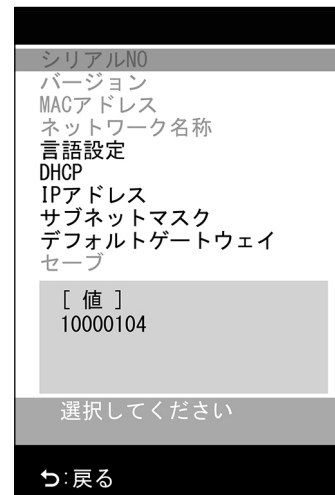 シリアルNO
バージョン
MACアドレス
ネットワーク名称
言語設定
DHCP
IPアドレス
サブネットマスク
デフォルトゲートウェイ
セーブ
[ 値 ]
10000104
選択してください
⮌:戻る